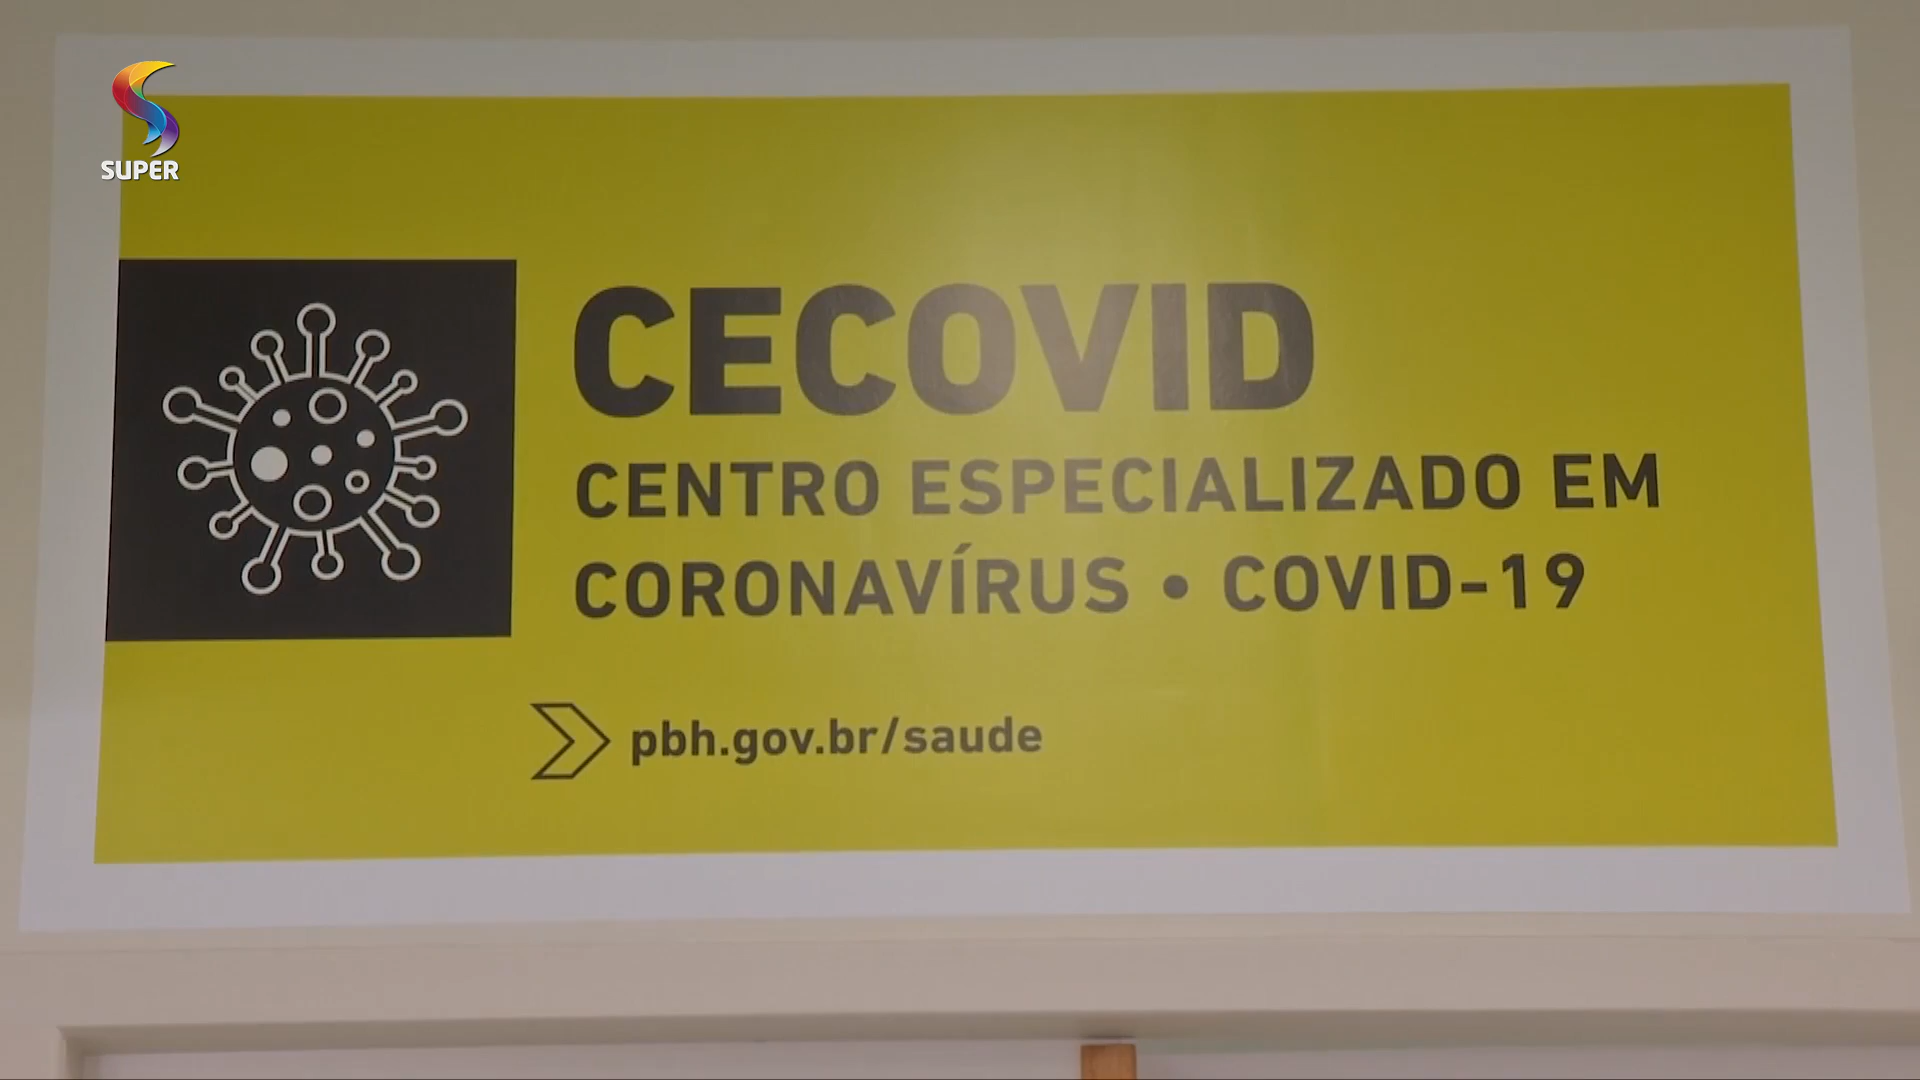 SUPER
CECOVID
CENTRO ESPECIALIZADO EM
CORONAVÍRUS • COVID-19
pbh.gov.br/saude